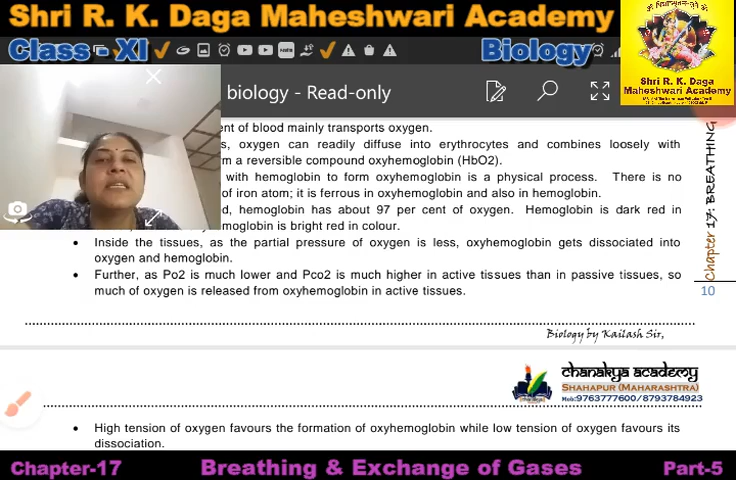 Shri R. K. Daga Maheshwari Academy
Class - XI
Biology
Shri R. K. Daga
Maheshwari Academy
biology - Read-only
ent of blood mainly transports oxygen.
s, oxygen can readily diffuse into erythrocytes and combines loosely with
m a reversible compound oxyhemoglobin (HbO2).
with hemoglobin to form oxyhemoglobin is a physical process. There is no
of iron atom; it is ferrous in oxyhemoglobin and also in hemoglobin.
d, hemoglobin has about 97 per cent of oxygen. Hemoglobin is dark red in
moglobin is bright red in colour.
• Inside the tissues, as the partial pressure of oxygen is less, oxyhemoglobin gets dissociated into
oxygen and hemoglobin.
• Further, as Po2 is much lower and Pco2 is much higher in active tissues than in passive tissues, so
much of oxygen is released from oxyhemoglobin in active tissues.
Chapter 17: BREATHING
10
Biology by Kailash Sir,
chanakya academy
SHAHAPUR (MAHARASHTRA)
Mob:9763777600/8793784923
• High tension of oxygen favours the formation of oxyhemoglobin while low tension of oxygen favours its
dissociation.
Chapter-17
Breathing & Exchange of Gases
Part-5